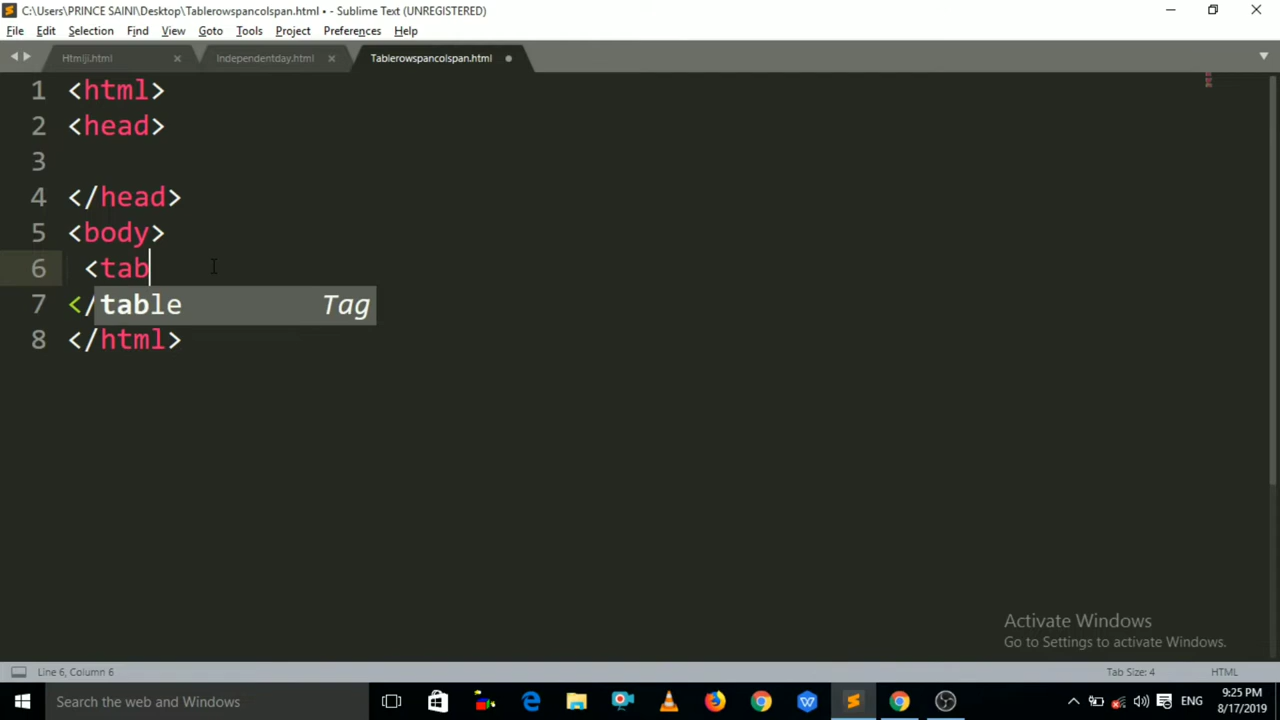 C:\Users\PRINCE SAINI\Desktop\Tablerowspancolspan.html • - Sublime Text (UNREGISTERED)
File Edit Selection Find View Goto Tools Project Preferences Help
Htmiji.html Independentday.html Tablerowspancolspan.html
1 <html>
2 <head>
3
4 </head>
5 <body>
6 <tab
7 </
table Tag
8 </html>
Activate Windows
Go to Settings to activate Windows.
Line 6, Column 6 Tab Size: 4 HTML
Search the web and Windows
ENG
9:25 PM
8/17/2019